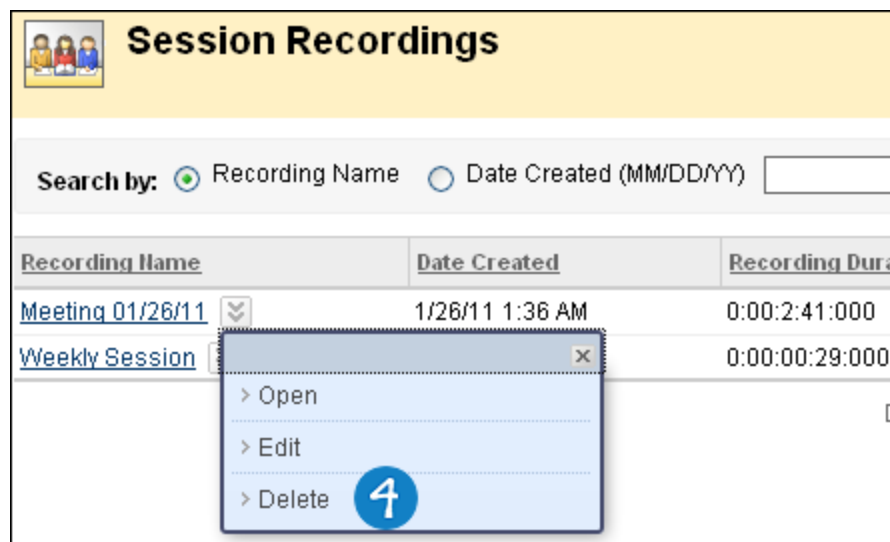 Session Recordings
Search by: Recording Name Date Created (MM/DD/YY)
Recording Name Date Created Recording Dura
Meeting 01/26/11 1/26/11 1:36 AM 0:00:2:41:000
Weekly Session 0:00:00:29:000
> Open
> Edit
> Delete 4